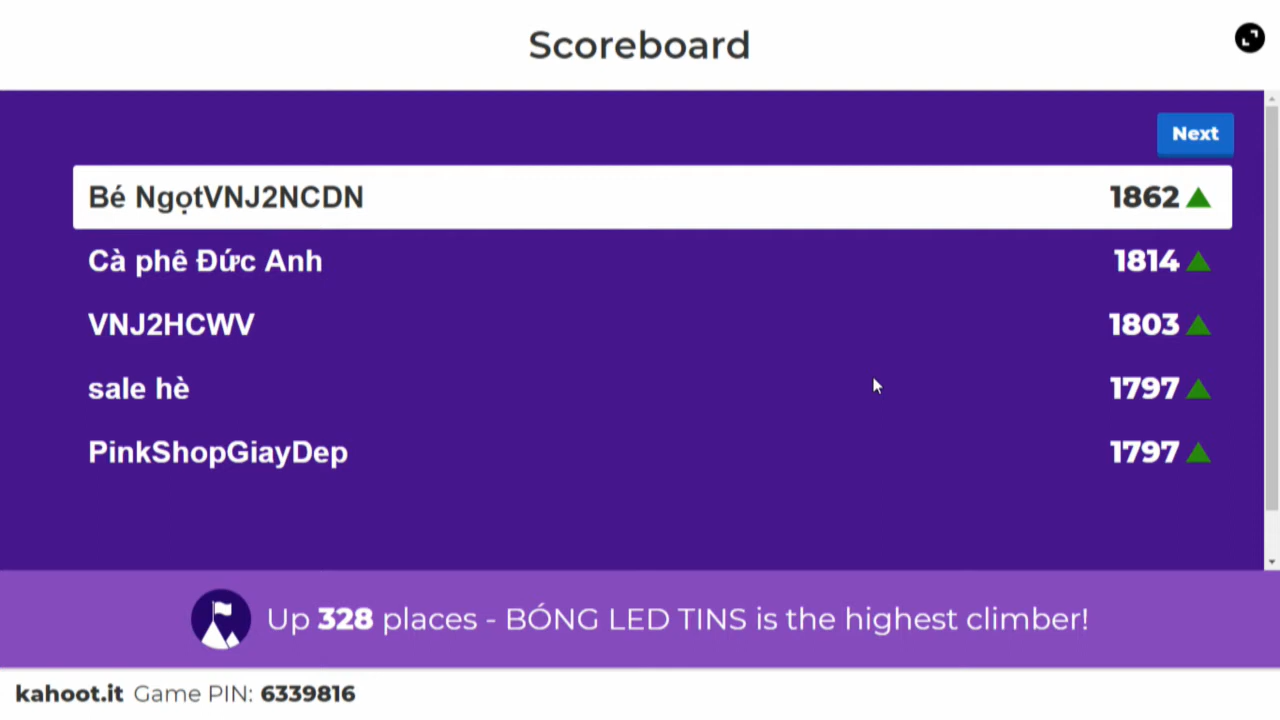 Scoreboard
Next
Bé NgọtVNJ2NCDN 1862
Cà phê Đức Anh 1814
VNJ2HCWV 1803
sale hè 1797
PinkShopGiayDep 1797
Up 328 places - BÓNG LED TINS is the highest climber!
kahoot.it Game PIN: 6339816